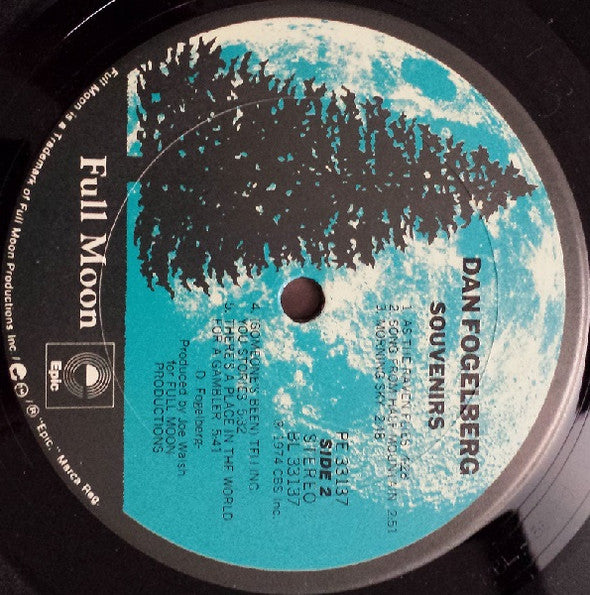 DAN FOGELBERG
SOUVENIRS
1. AS THE RAVEN FLIES 4:28
2. SONG FROM HALF MOUNTAIN 2:51
3. MORNING SKY 2:48
PE 33137
SIDE 2
STEREO
BL 33137
℗ 1974 CBS Inc.
4. (SOMEONE'S BEEN) TELLING
YOU STORIES 5:32
5. THERE'S A PLACE IN THE WORLD
FOR A GAMBLER 5:41
D. Fogelberg
Produced by Joe Walsh
for FULL MOON
PRODUCTIONS
Full Moon
Epic
Full Moon is a Trademark of Full Moon Productions Inc. / ® "Epic," Marca Reg.